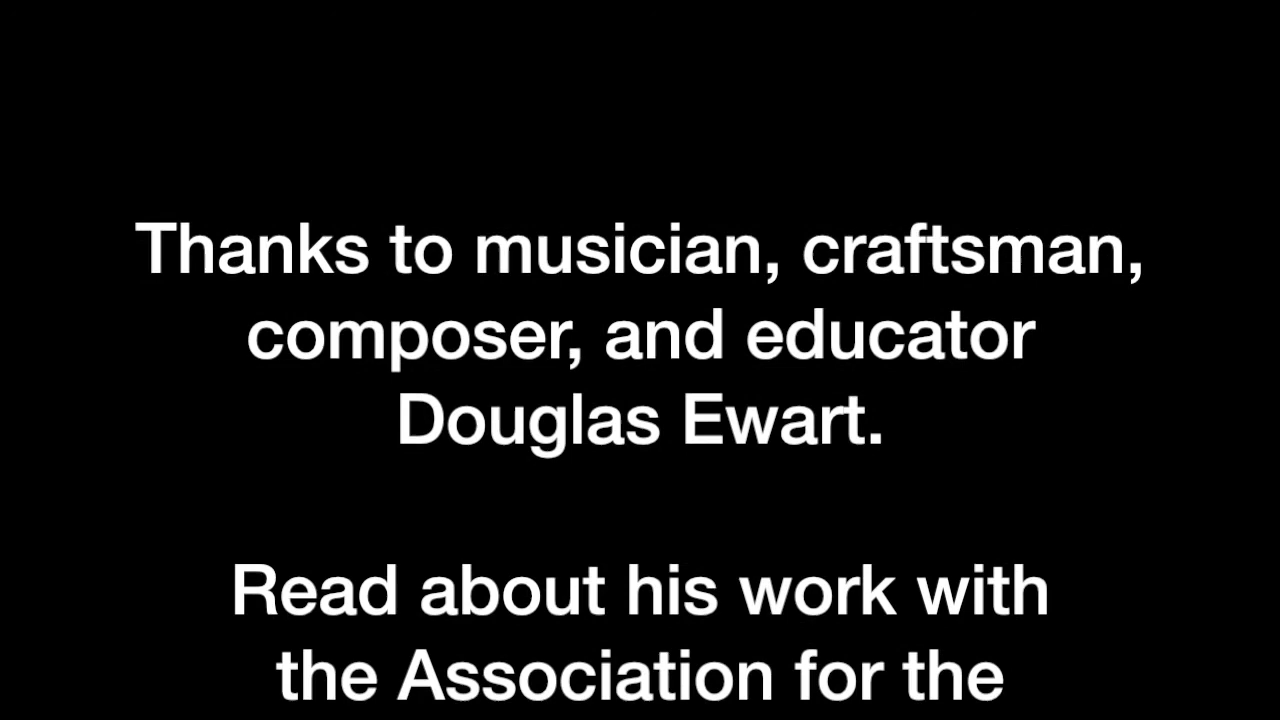 Thanks to musician, craftsman,
composer, and educator
Douglas Ewart.
Read about his work with
the Association for the